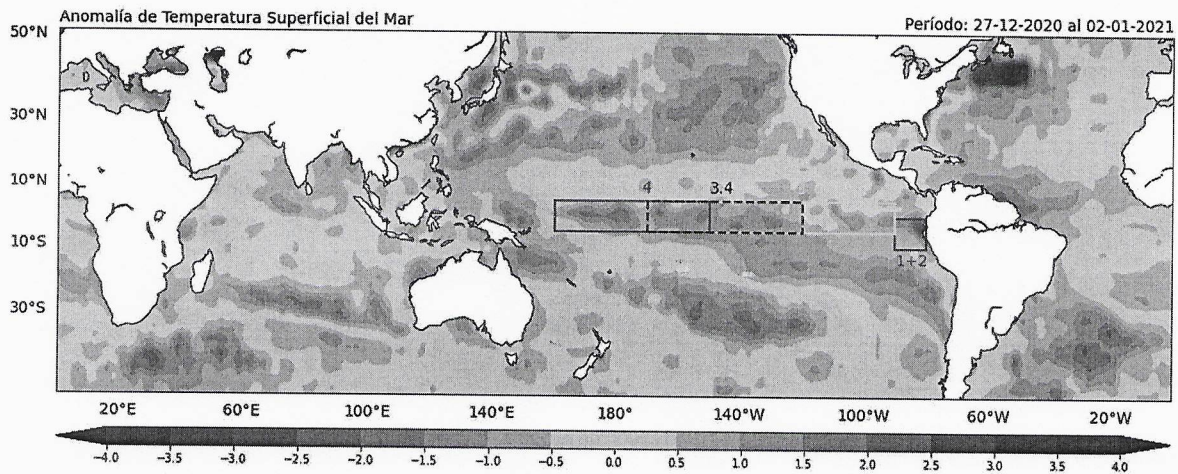 Anomalía de Temperatura Superficial del Mar
Período: 27-12-2020 al 02-01-2021
50°N
30°N
10°N
10°S
30°S
4
3.4
1+2
20°E 60°E 100°E 140°E 180° 140°W 100°W 60°W 20°W
−4.0 −3.5 −3.0 −2.5 −2.0 −1.5 −1.0 −0.5 0.0 0.5 1.0 1.5 2.0 2.5 3.0 3.5 4.0